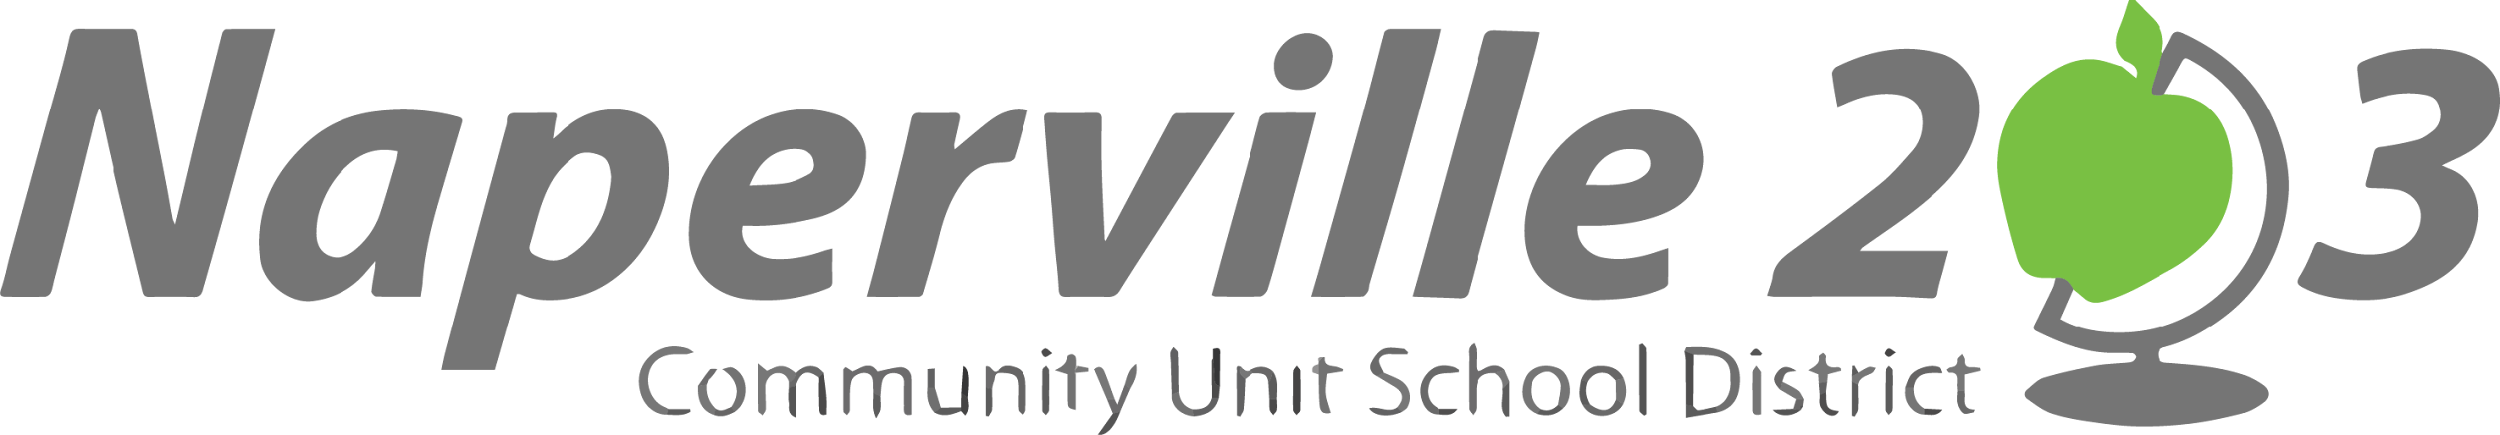 Naperville 203
Community Unit School District